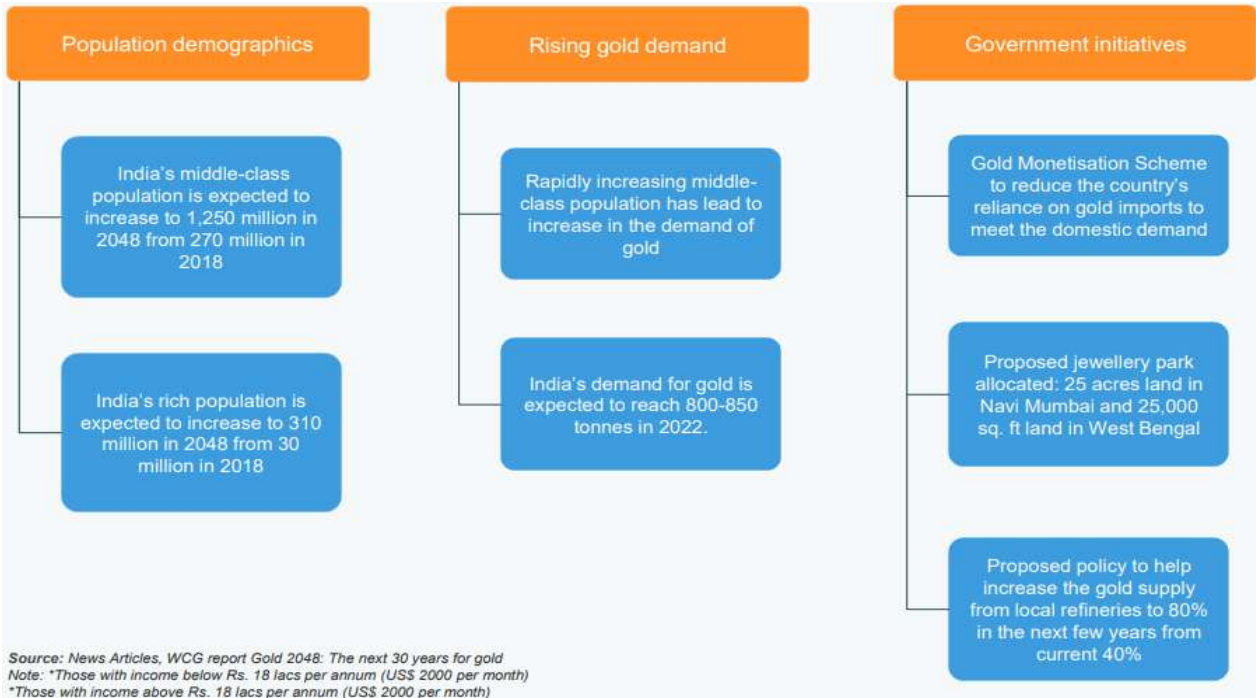 Population demographics
India's middle-class
population is expected to
increase to 1,250 million in
2048 from 270 million in
2018
India's rich population is
expected to increase to 310
million in 2048 from 30
million in 2018
Rising gold demand
Rapidly increasing middle-
class population has lead to
increase in the demand of
gold
India's demand for gold is
expected to reach 800-850
tonnes in 2022.
Government initiatives
Gold Monetisation Scheme
to reduce the country's
reliance on gold imports to
meet the domestic demand
Proposed jewellery park
allocated: 25 acres land in
Navi Mumbai and 25,000
sq. ft land in West Bengal
Proposed policy to help
increase the gold supply
from local refineries to 80%
in the next few years from
current 40%
Source: News Articles, WCG report Gold 2048: The next 30 years for gold
Note: *Those with income below Rs. 18 lacs per annum (US$ 2000 per month)
*Those with income above Rs. 18 lacs per annum (US$ 2000 per month)